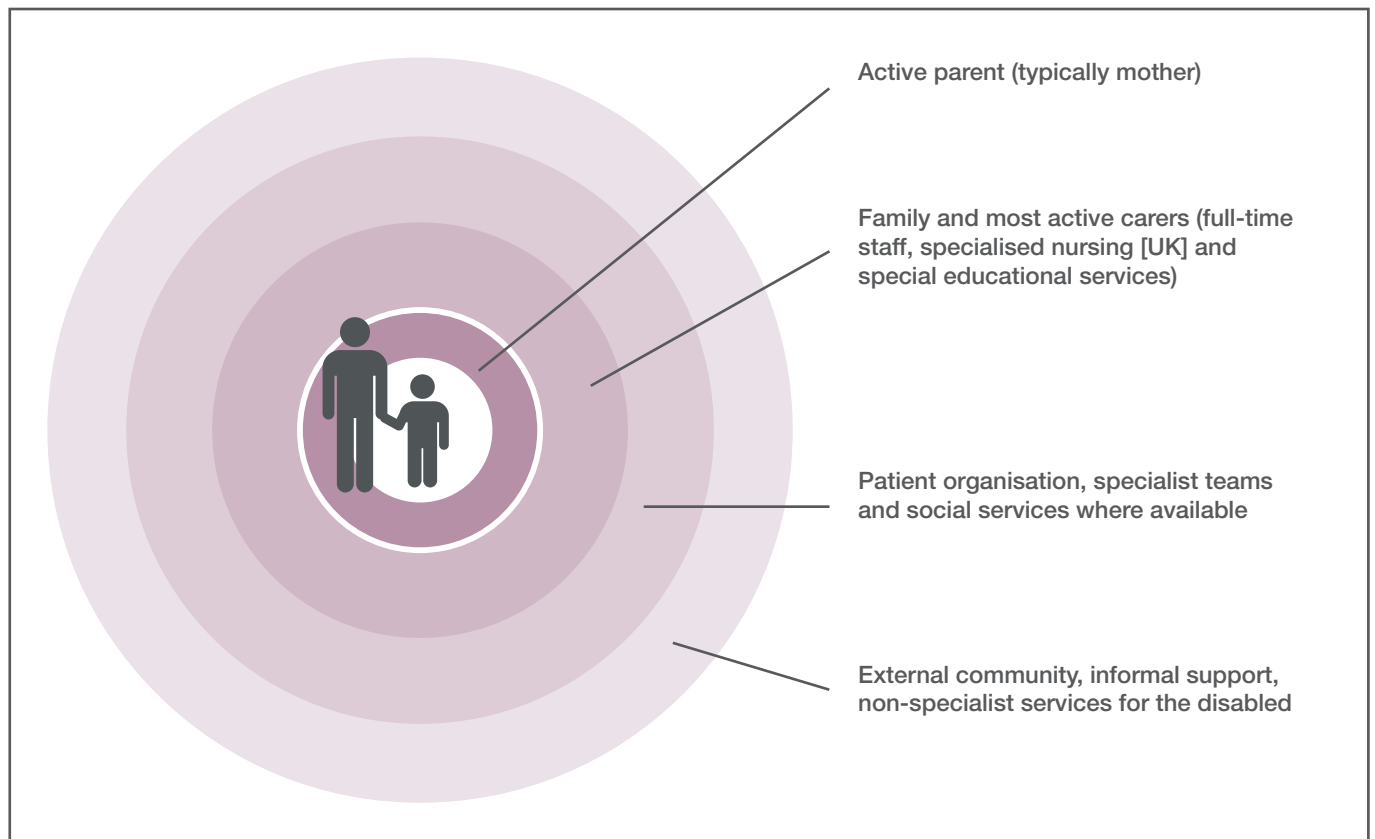 Active parent (typically mother)
Family and most active carers (full-time
staff, specialised nursing [UK] and
special educational services)
Patient organisation, specialist teams
and social services where available
External community, informal support,
non-specialist services for the disabled